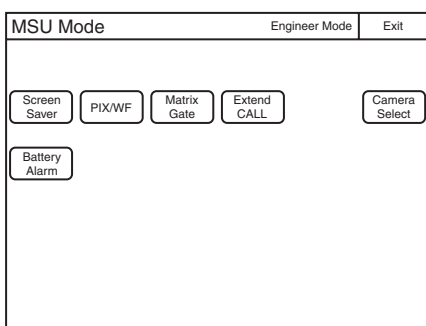 MSU Mode Engineer Mode Exit
Screen
Saver
PIX/WF
Matrix
Gate
Extend
CALL
Camera
Select
Battery
Alarm